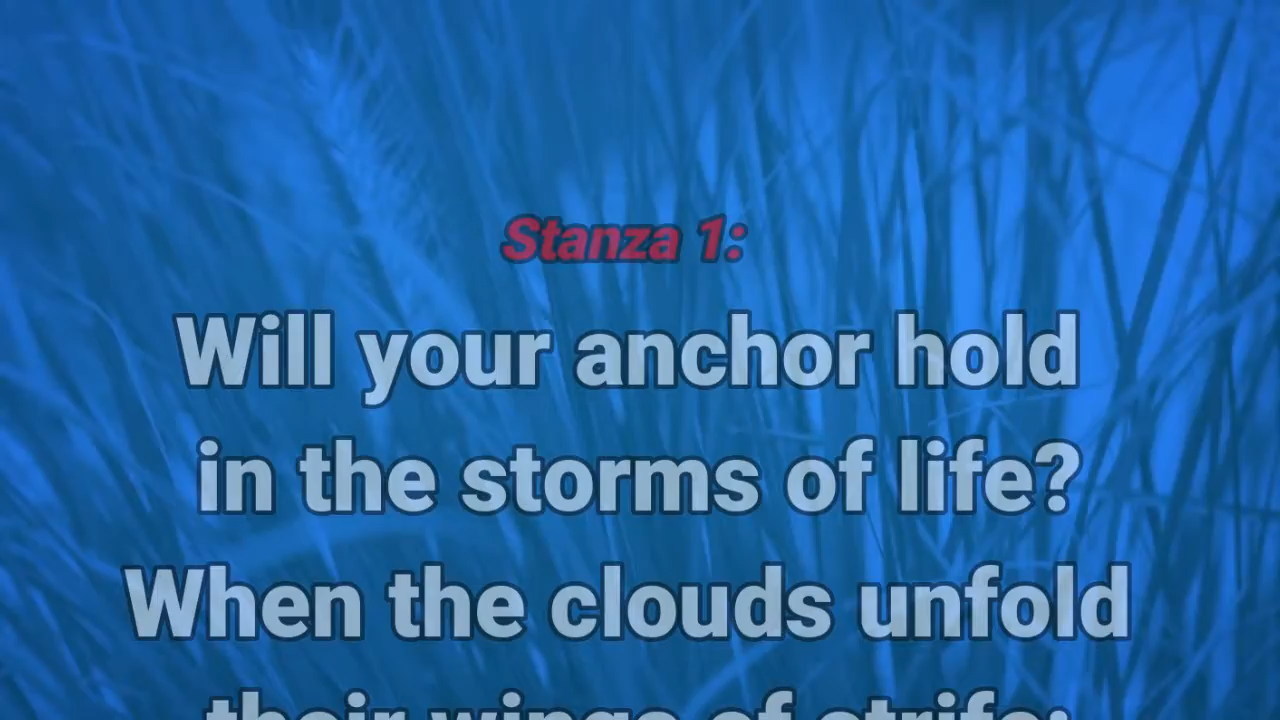 Stanza 1:
Will your anchor hold
in the storms of life?
When the clouds unfold
their wings of strife;